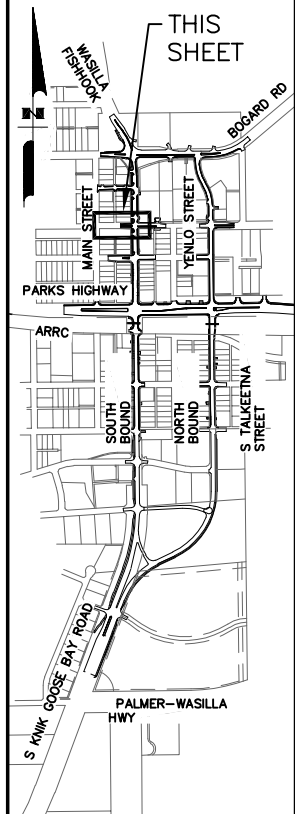 THIS
SHEET
WASILLA
FISHHOOK
BOGARD RD
N
MAIN STREET
YENLO STREET
PARKS HIGHWAY
ARRC
SOUTH
BOUND
NORTH
BOUND
S TALKEETNA
STREET
S KNIK GOOSE BAY ROAD
PALMER-WASILLA
HWY